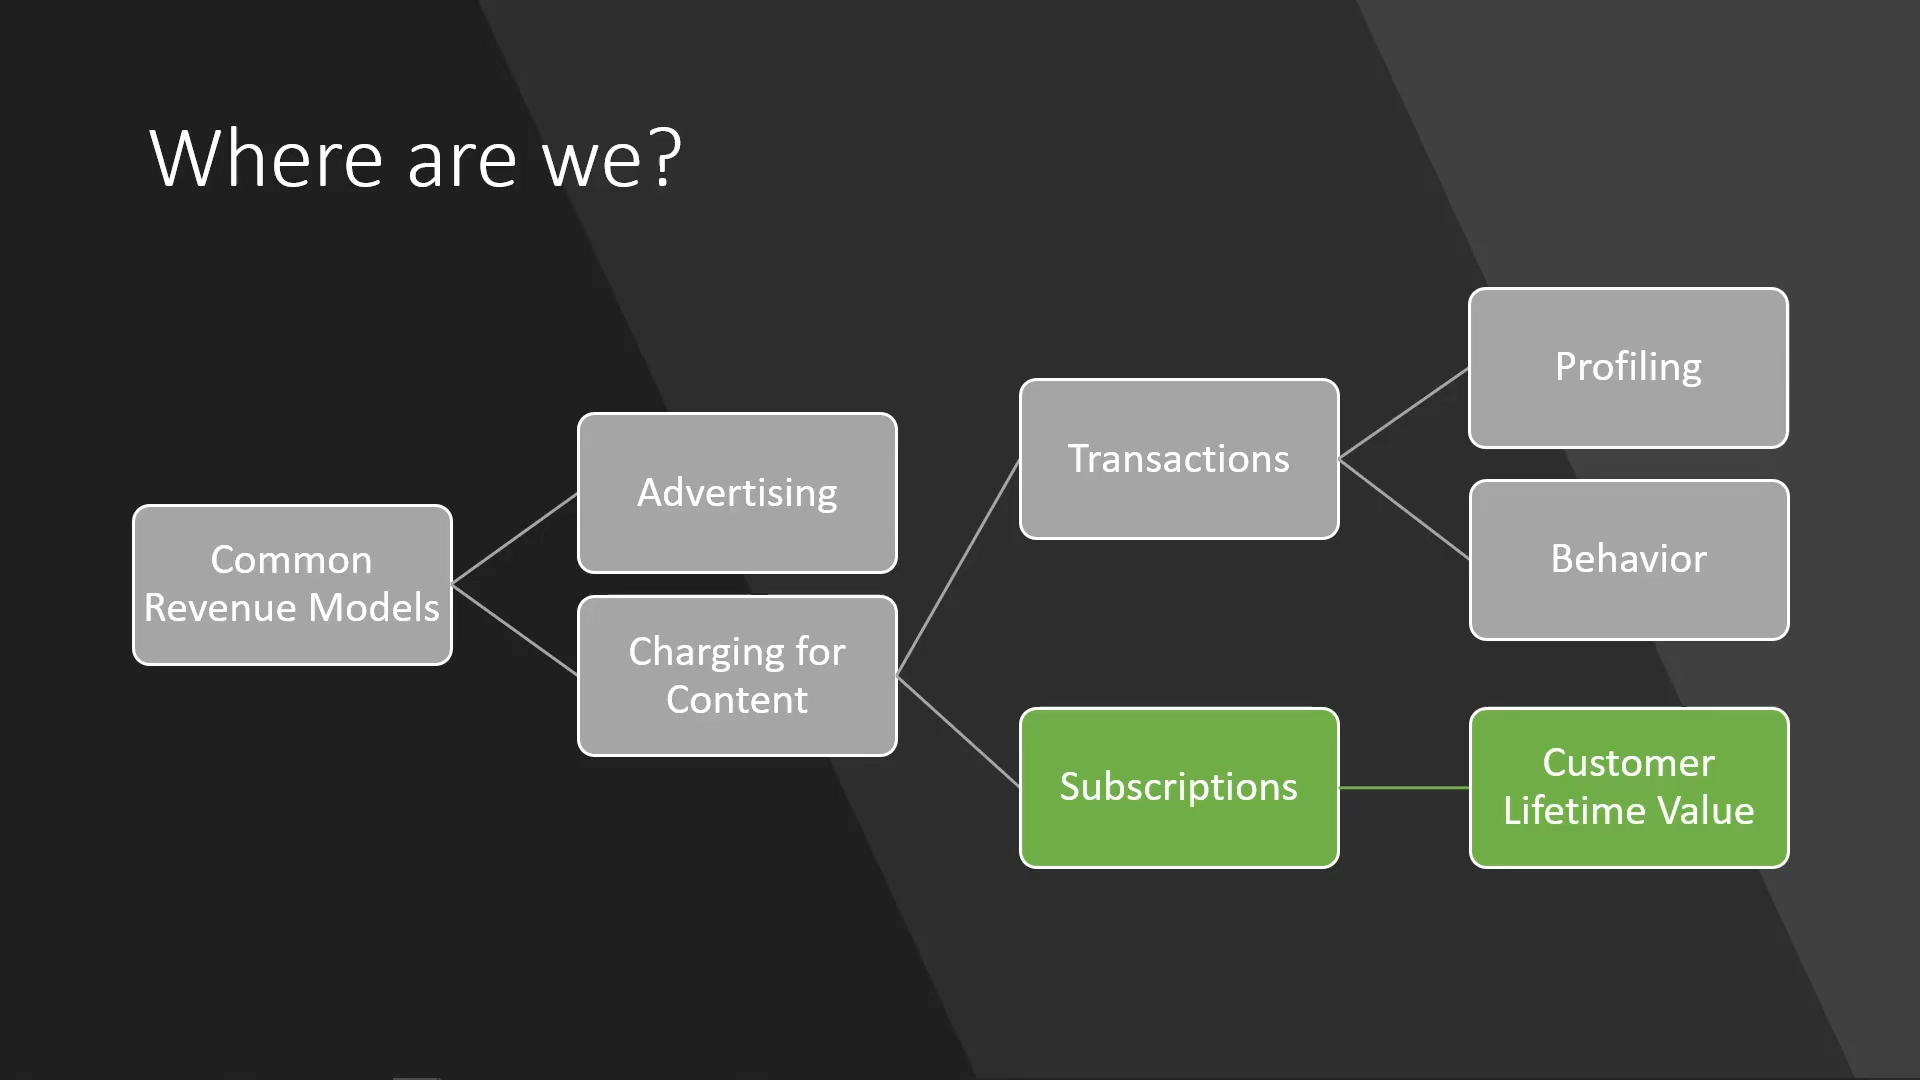 Where are we?
Common
Revenue Models
Advertising
Charging for
Content
Transactions
Profiling
Behavior
Subscriptions
Customer
Lifetime Value